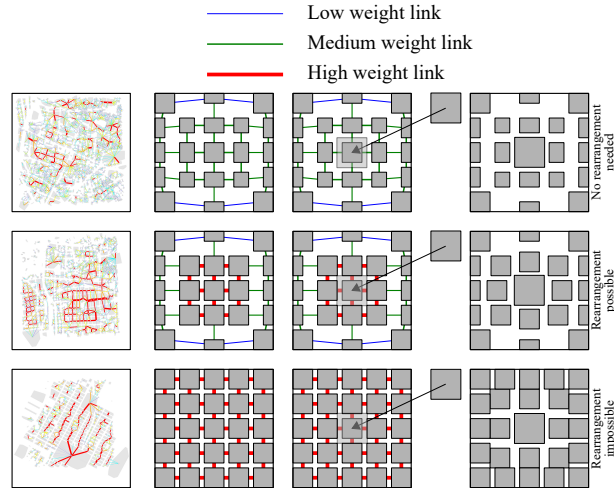 Low weight link
Medium weight link
High weight link
No rearrangement
needed
Rearrangement
possible
Rearrangement
impossible